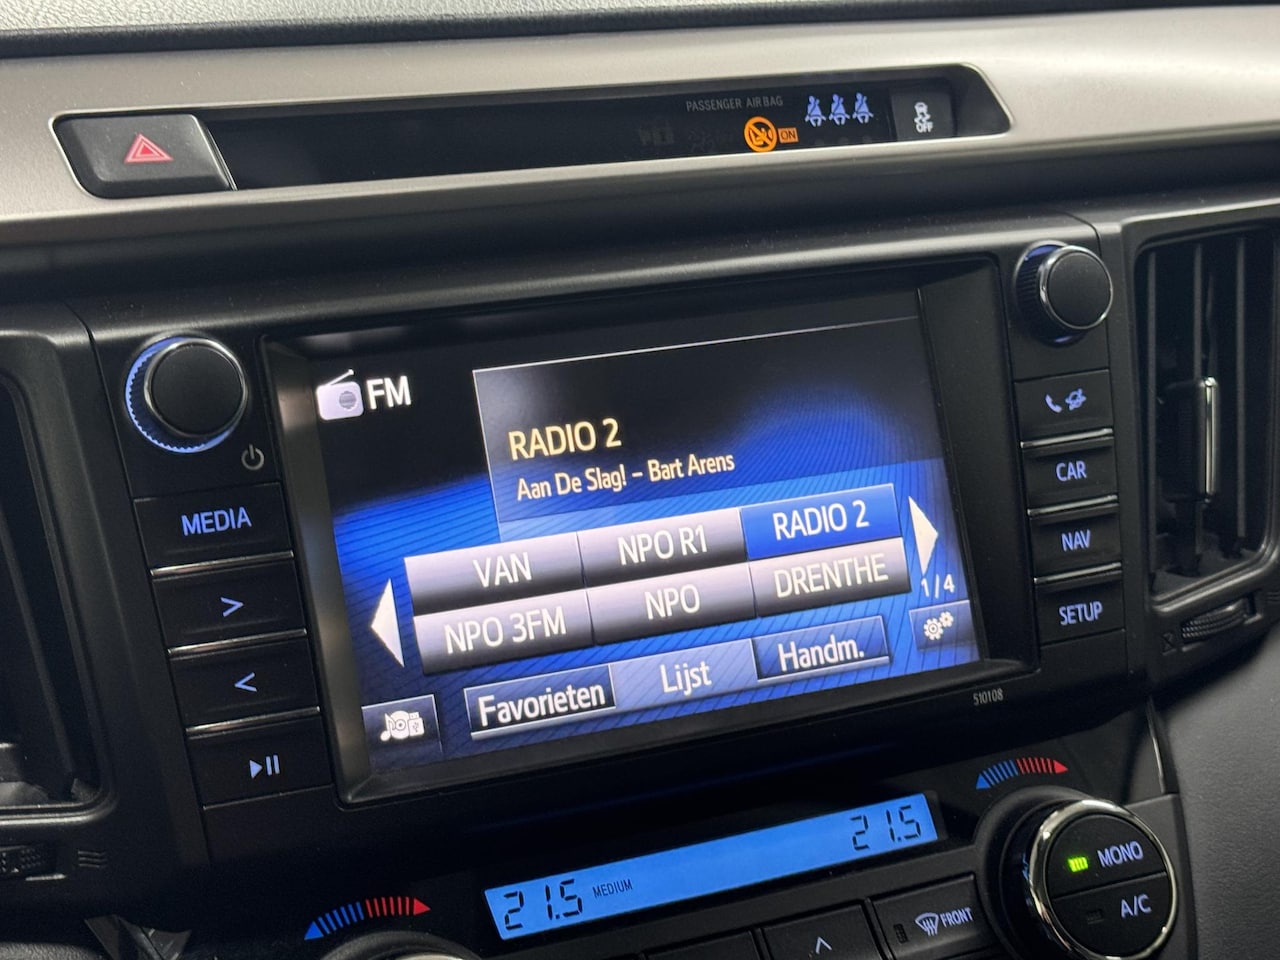 PASSENGER AIR BAG
ON
OFF
FM
RADIO 2
Aan De Slag! – Bart Arens
VAN
NPO R1
RADIO 2
NPO 3FM
NPO
DRENTHE
1/4
Favorieten
Lijst
Handm.
MEDIA
>
<
CAR
NAV
SETUP
510108
21.5
MEDIUM
21.5
FRONT
MONO
A/C